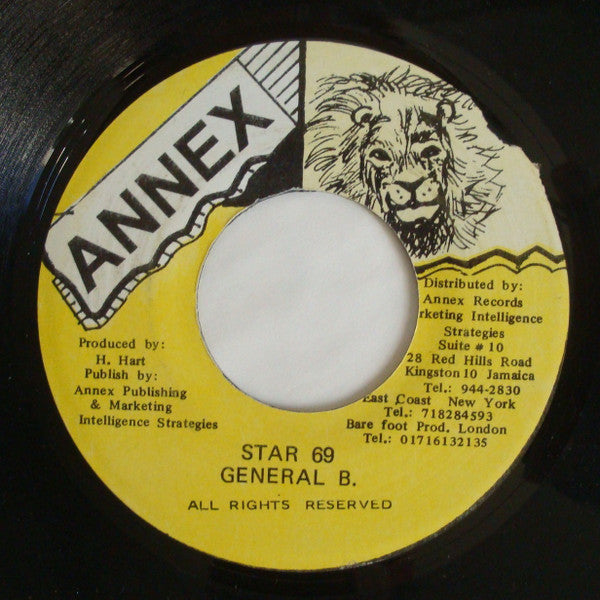 ANNEX
Produced by:
H. Hart
Publish by:
Annex Publishing
& Marketing
Intelligence Strategies
Distributed by:
Annex Records
rketing Intelligence
Strategies
Suite # 10
28 Red Hills Road
Kingston 10 Jamaica
Tel.: 944-2830
East Coast New York
Tel.: 718284593
Bare foot Prod. London
Tel.: 01716132135
STAR 69
GENERAL B.
ALL RIGHTS RESERVED